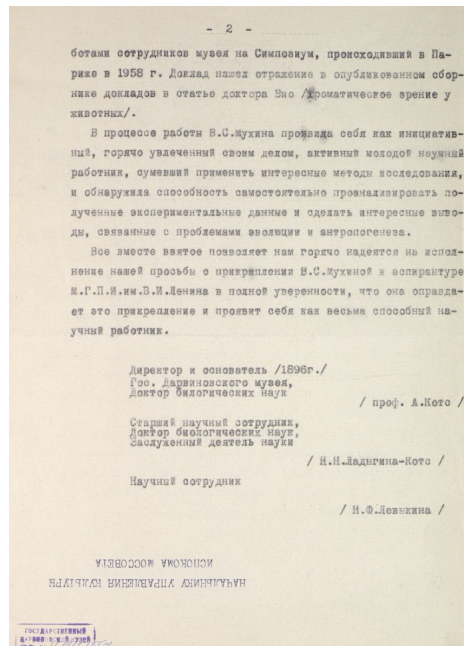 - 2 -
ботами сотрудников музея на Симпозиум, происходивший в Па-
риже в 1958 г. Доклад нашел отражение в опубликованном сбор-
нике докладов в статье доктора Вио /Хроматическое зрение у
животных/.
В процессе работы В.С.Мухина проявила себя как инициатив-
ный, горячо увлеченный своим делом, активный молодой научный
работник, сумевший применить интересные методы исследования,
и обнаружила способность самостоятельно проанализировать по-
лученные экспериментальные данные и сделать интересные выво-
ды, связанные с проблемами эволюции и антропогенеза.
Все вместе взятое позволяет нам горячо надеятся на испол-
нение нашей просьбы о прикреплении В.С.Мухиной к аспирантуре
М.Г.П.И.им.В.И.Ленина в полной уверенности, что она оправда-
ет это прикрепление и проявит себя как весьма способный на-
учный работник.
Директор и основатель /1896г./
Гос. Дарвиновского музея,
Доктор билогических наук
/ проф. А.Котс /
Старший научный сотрудник,
Доктор биологических наук,
Заслуженный деятель науки
/ Н.Н.Ладыгина-Котс /
Научный сотрудник
/ Н.Ф.Левыкина /
НАЧАЛЬНИКУ УПРАВЛЕНИЯ КУЛЬТУРЫ
ИСПОКОМА МОССОВЕТА
ГОСУДАРСТВЕННЫЙ
ДАРВИНОВСКИЙ МУЗЕЙ